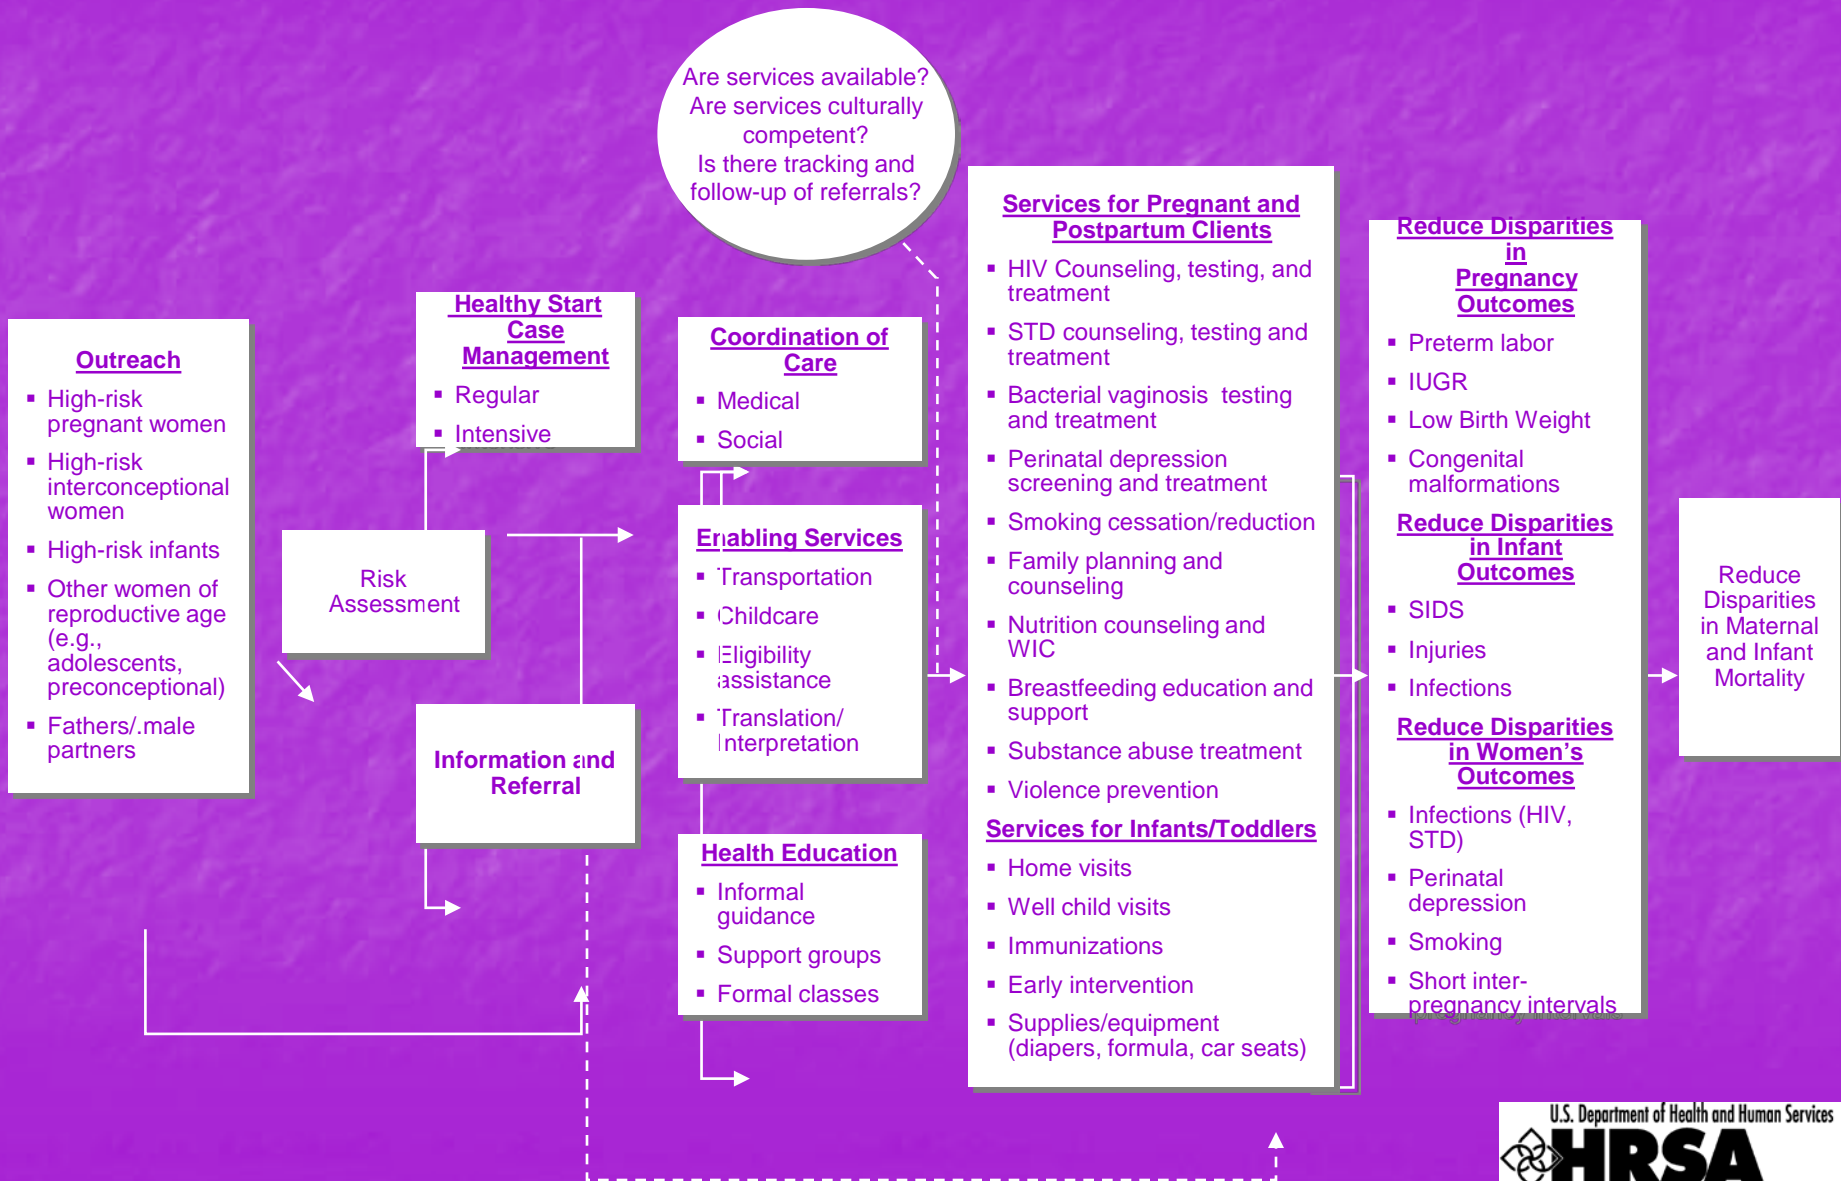 Are services available?
Are services culturally
competent?
Is there tracking and
follow-up of referrals?
Outreach
▪ High-risk
pregnant women
▪ High-risk
interconceptional
women
▪ High-risk infants
▪ Other women of
reproductive age
(e.g.,
adolescents,
preconceptional)
▪ Fathers/.male
partners
Risk
Assessment
Healthy Start
Case
Management
▪ Regular
▪ Intensive
Information and
Referral
Coordination of
Care
▪ Medical
▪ Social
Enabling Services
▪ Transportation
▪ Childcare
▪ Eligibility
assistance
▪ Translation/
Interpretation
Health Education
▪ Informal
guidance
▪ Support groups
▪ Formal classes
Services for Pregnant and
Postpartum Clients
▪ HIV Counseling, testing, and
treatment
▪ STD counseling, testing and
treatment
▪ Bacterial vaginosis testing
and treatment
▪ Perinatal depression
screening and treatment
▪ Smoking cessation/reduction
▪ Family planning and
counseling
▪ Nutrition counseling and
WIC
▪ Breastfeeding education and
support
▪ Substance abuse treatment
▪ Violence prevention
Services for Infants/Toddlers
▪ Home visits
▪ Well child visits
▪ Immunizations
▪ Early intervention
▪ Supplies/equipment
(diapers, formula, car seats)
Reduce Disparities
in
Pregnancy
Outcomes
▪ Preterm labor
▪ IUGR
▪ Low Birth Weight
▪ Congenital
malformations
Reduce Disparities
in Infant
Outcomes
▪ SIDS
▪ Injuries
▪ Infections
Reduce Disparities
in Women's
Outcomes
▪ Infections (HIV,
STD)
▪ Perinatal
depression
▪ Smoking
▪ Short inter-
pregnancy intervals
Reduce
Disparities
in Maternal
and Infant
Mortality
U.S. Department of Health and Human Services
HRSA